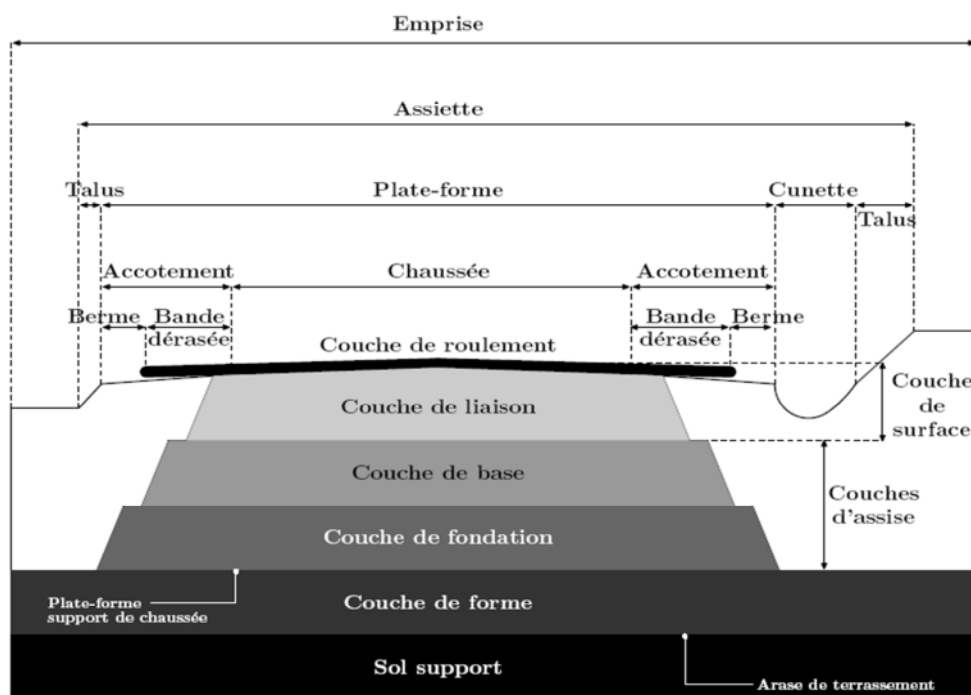 Emprise
Assiette
Talus
Plate-forme
Cunette
Talus
Accotement
Chaussée
Accotement
Berme
Bande
dérasée
Bande
dérasée
Berme
Couche de roulement
Couche
de
surface
Couche de liaison
Couche de base
Couches
d'assise
Couche de fondation
Plate-forme
support de chaussée
Couche de forme
Sol support
Arase de terrassement